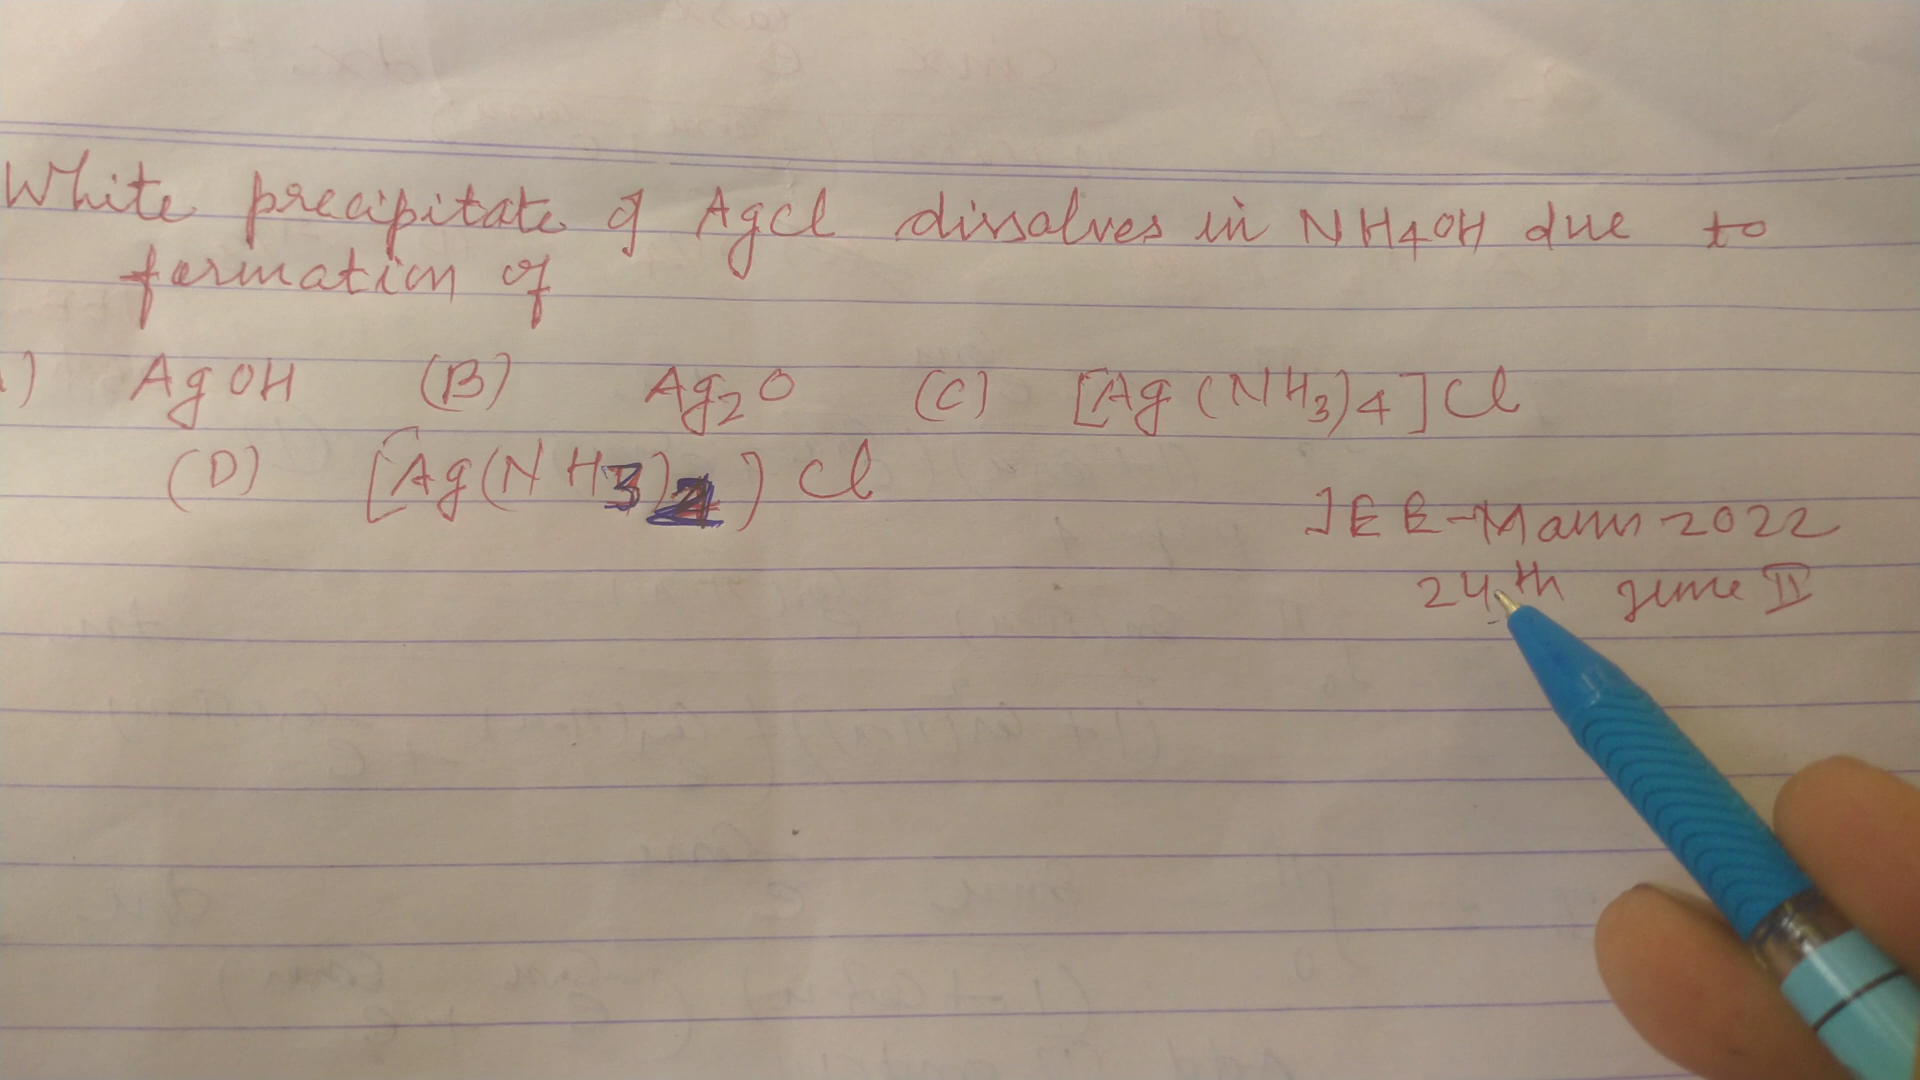 White precipitate of AgCl dissolves in NH4OH due to
formation of
) AgOH (B) Ag₂O (C) [Ag(NH₃)4]Cl
(D) [Ag(NH3)2]Cl
JEE-Mains 2022
24th June II